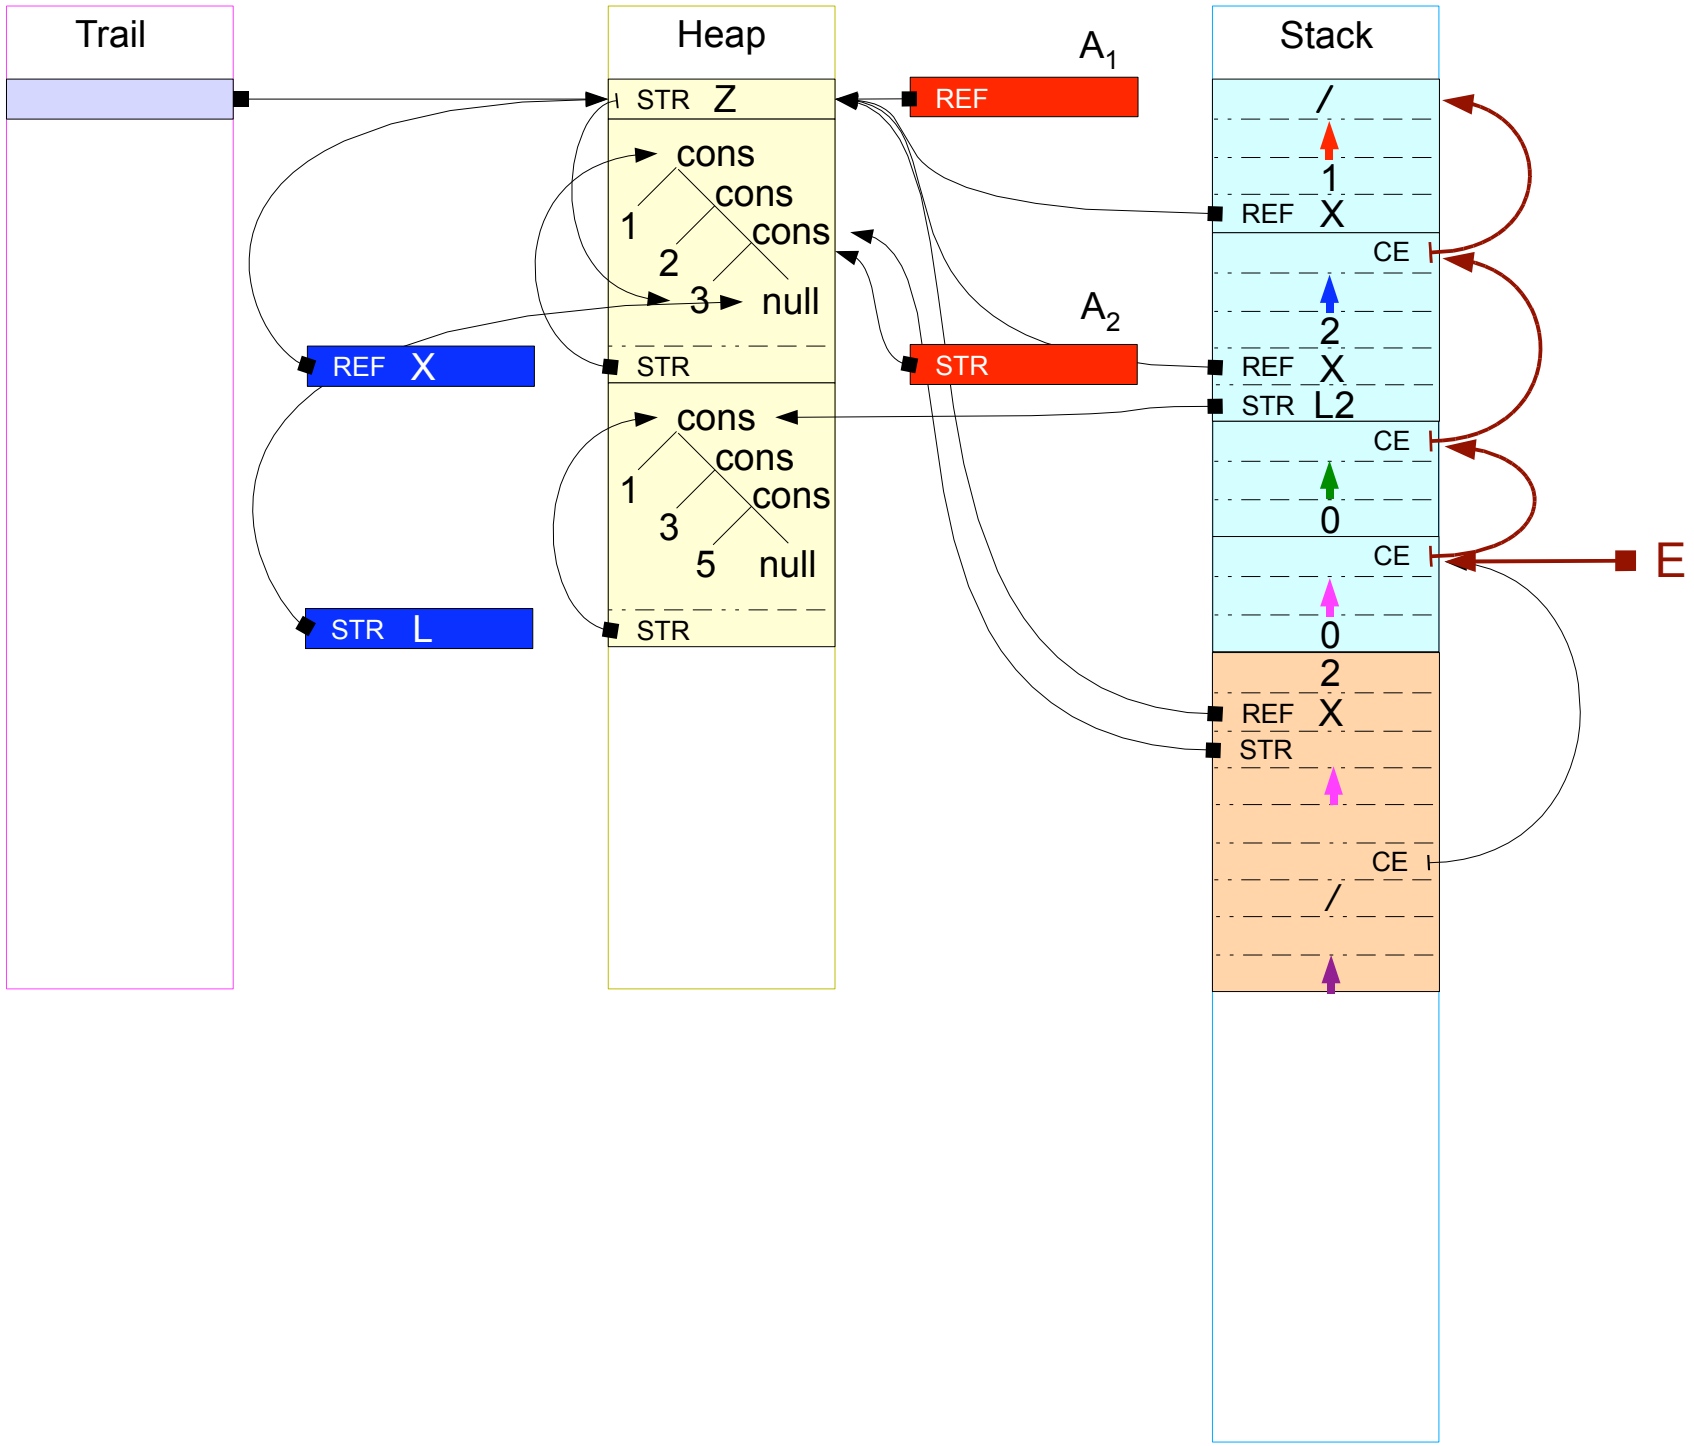 Trail
Heap
Stack
A1
STR Z
REF
/
cons
1
cons
1
REF X
2
cons
CE
3
null
A2
2
REF X
STR
STR
REF X
STR L2
cons
CE
cons
1
cons
3
0
5
null
CE
E
STR L
STR
0
2
REF X
STR
CE
/